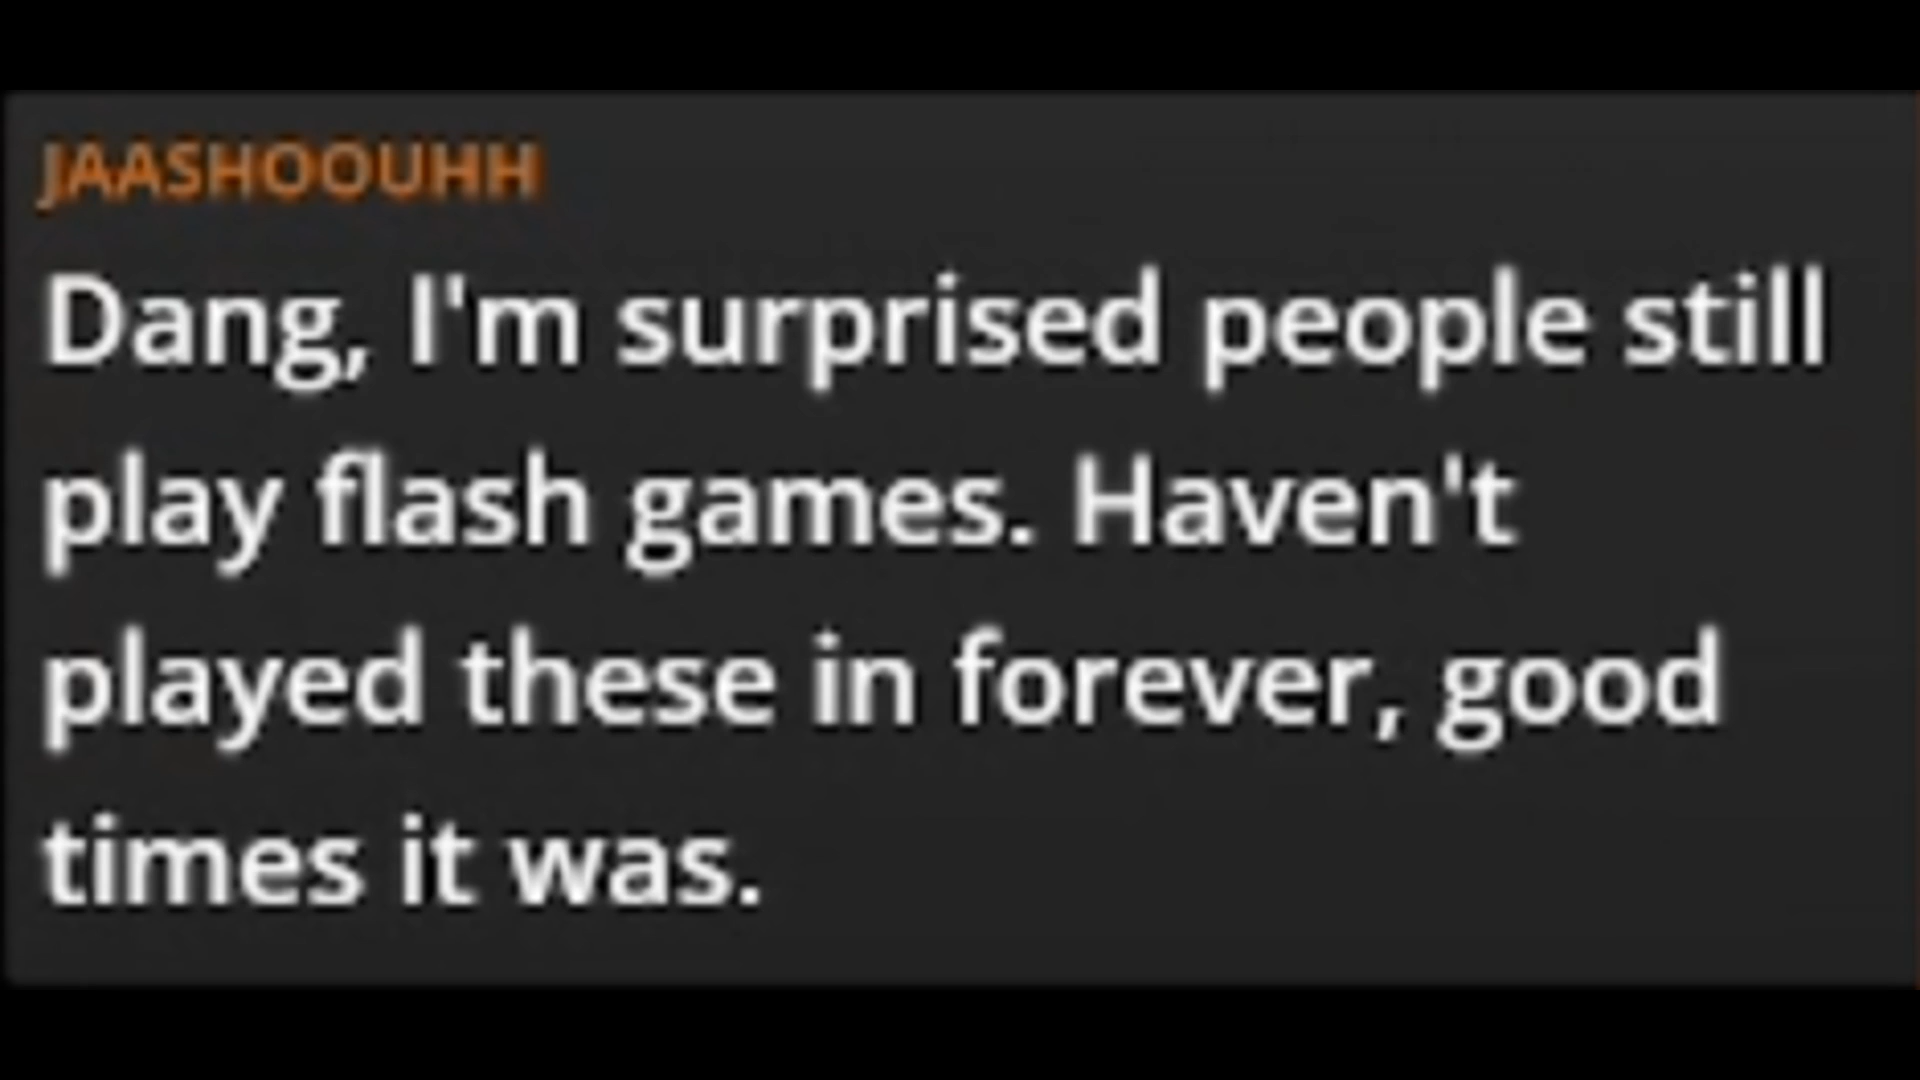 JAASHOOUHH
Dang, I'm surprised people still
play flash games. Haven't
played these in forever, good
times it was.